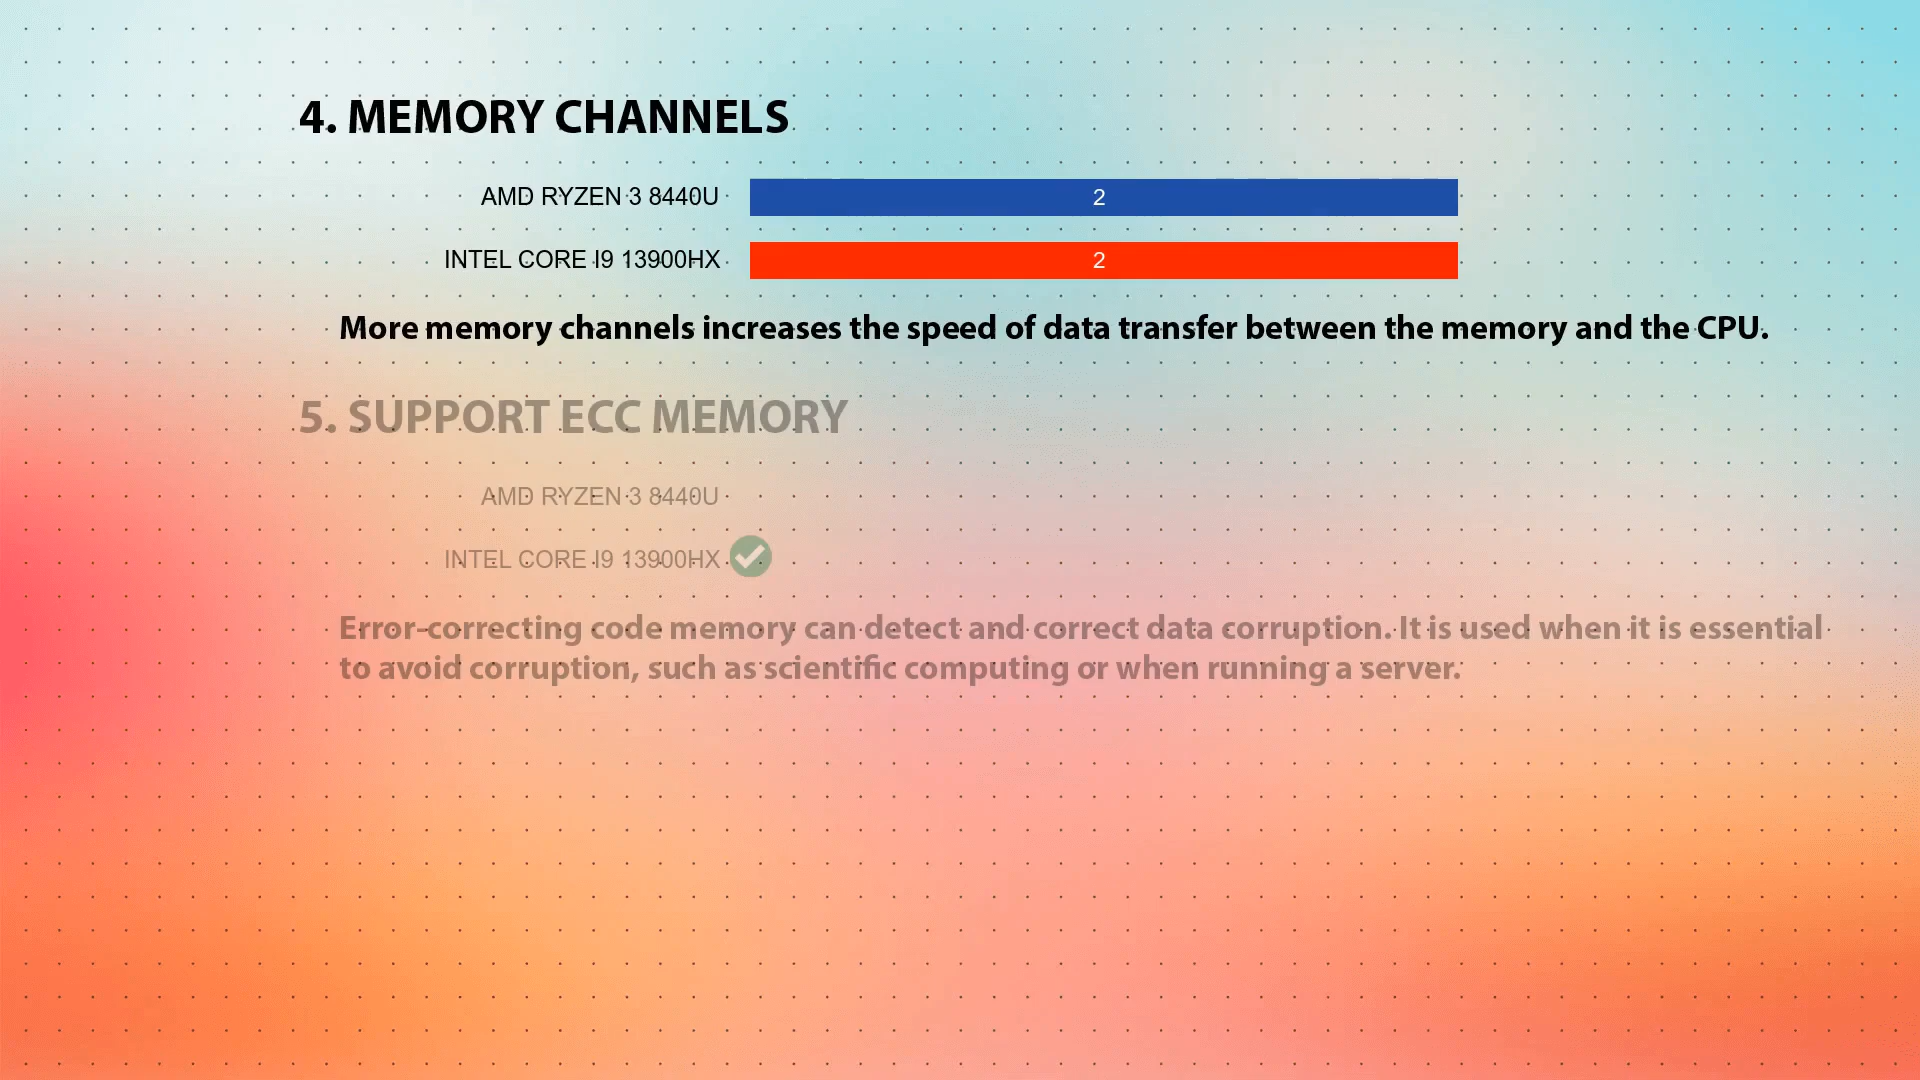 4. MEMORY CHANNELS
AMD RYZEN 3 8440U
2
INTEL CORE I9 13900HX
2
More memory channels increases the speed of data transfer between the memory and the CPU.
5. SUPPORT ECC MEMORY
AMD RYZEN 3 8440U
INTEL CORE I9 13900HX
Error-correcting code memory can detect and correct data corruption. It is used when it is essential
to avoid corruption, such as scientific computing or when running a server.